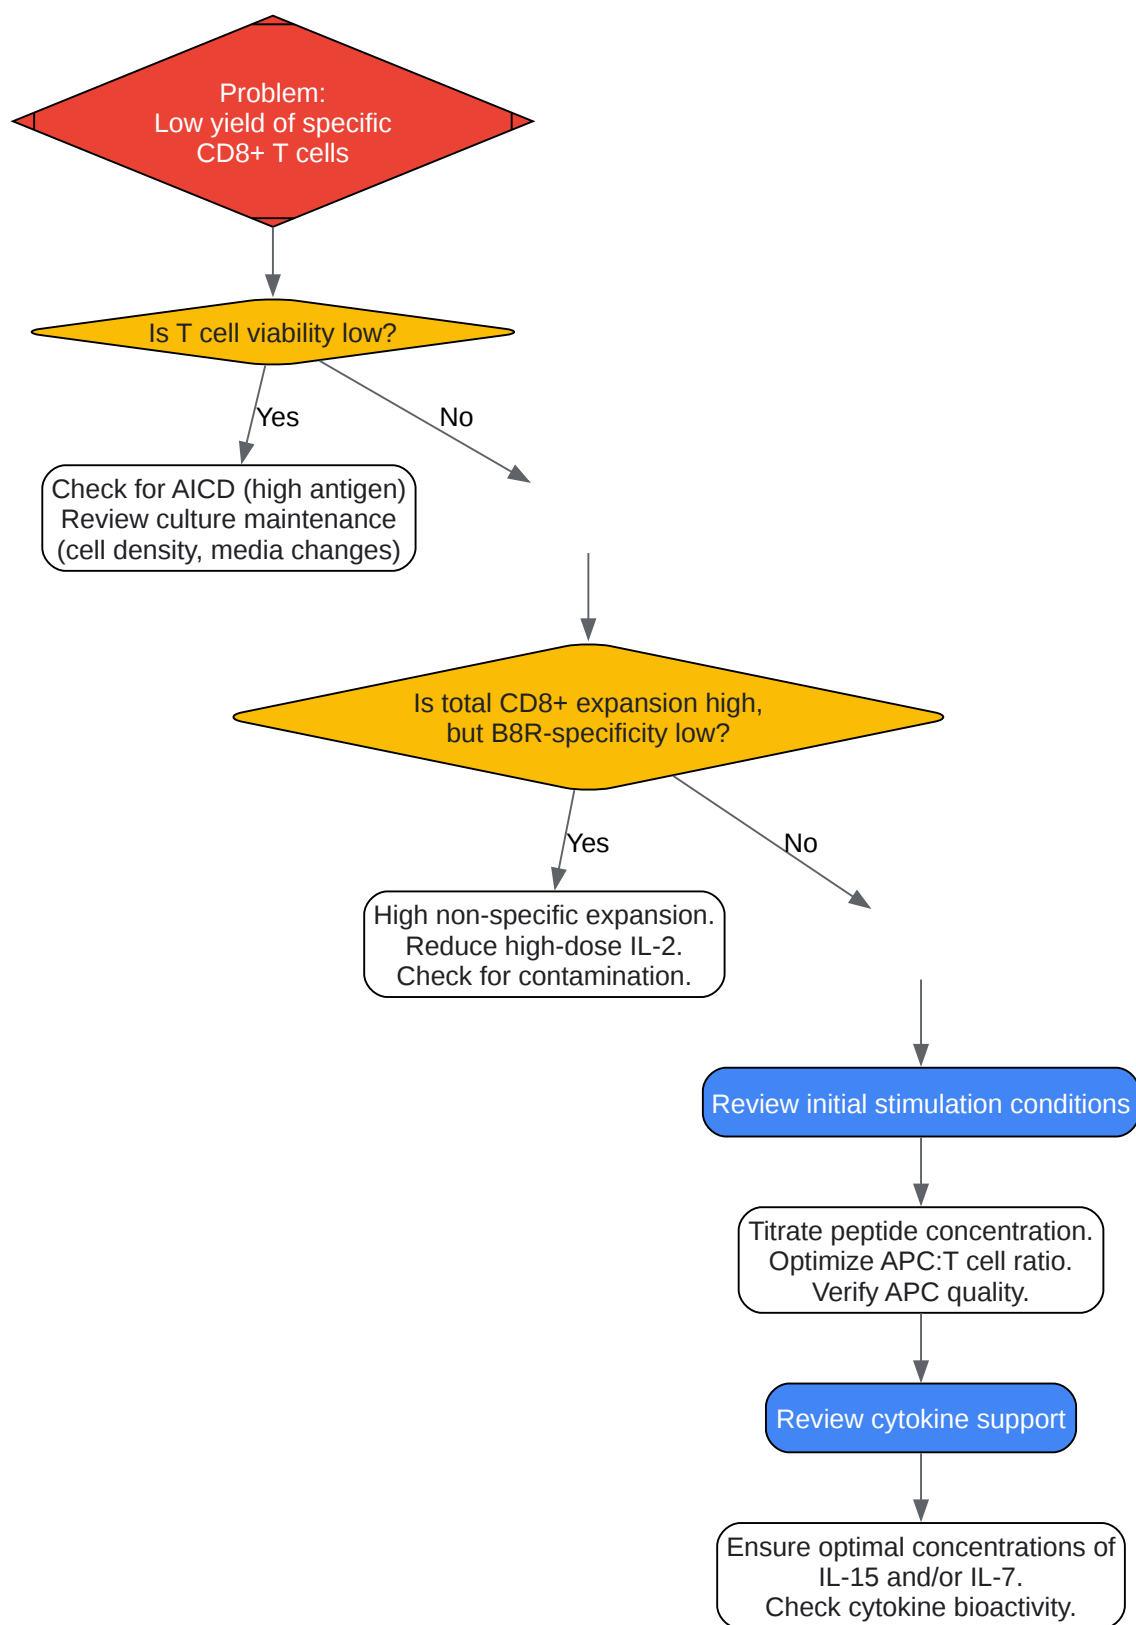 Problem:
Low yield of specific
CD8+ T cells
Is T cell viability low?
Yes
No
Check for AICD (high antigen)
Review culture maintenance
(cell density, media changes)
Is total CD8+ expansion high,
but B8R-specificity low?
Yes
No
High non-specific expansion.
Reduce high-dose IL-2.
Check for contamination.
Review initial stimulation conditions
Titrate peptide concentration.
Optimize APC:T cell ratio.
Verify APC quality.
Review cytokine support
Ensure optimal concentrations of
IL-15 and/or IL-7.
Check cytokine bioactivity.